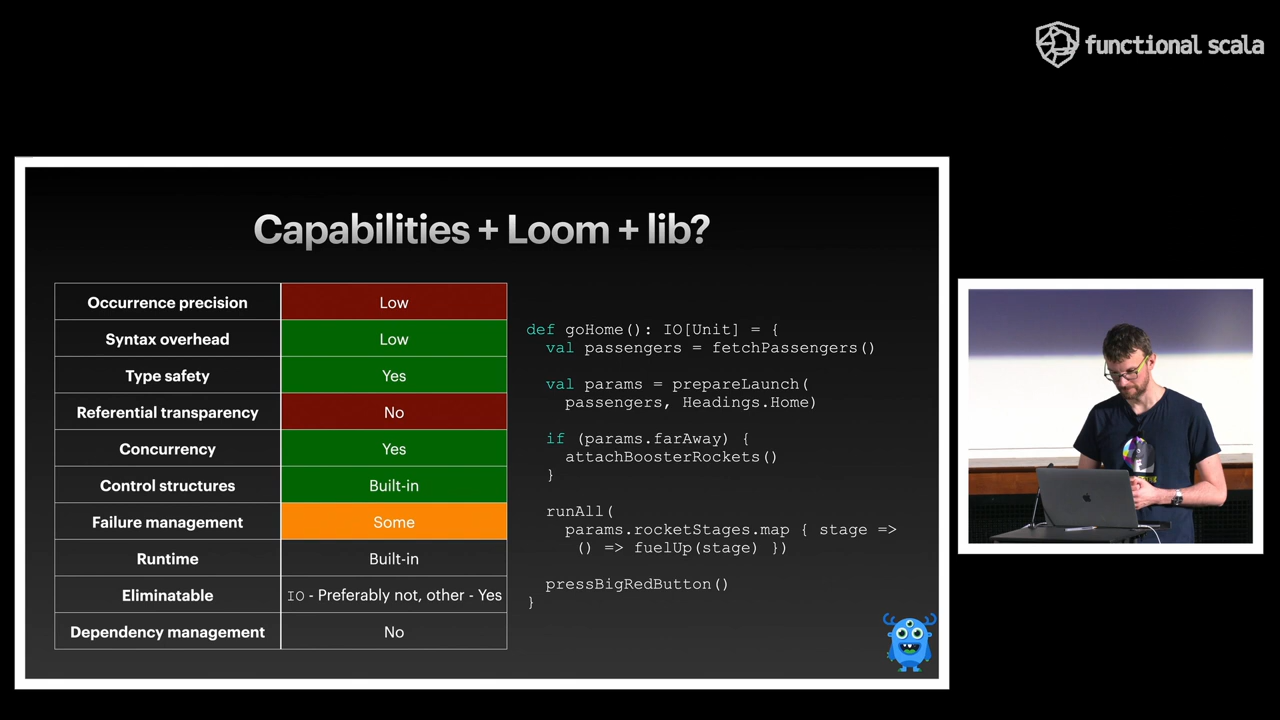 functional scala
Capabilities + Loom + lib?
Occurrence precision Low
Syntax overhead Low
Type safety Yes
Referential transparency No
Concurrency Yes
Control structures Built-in
Failure management Some
Runtime Built-in
Eliminatable IO - Preferably not, other - Yes
Dependency management No
def goHome(): IO[Unit] = {
val passengers = fetchPassengers()
val params = prepareLaunch(
passengers, Headings.Home)
if (params.farAway) {
attachBoosterRockets()
}
runAll(
params.rocketStages.map { stage =>
() => fuelUp(stage) })
pressBigRedButton()
}